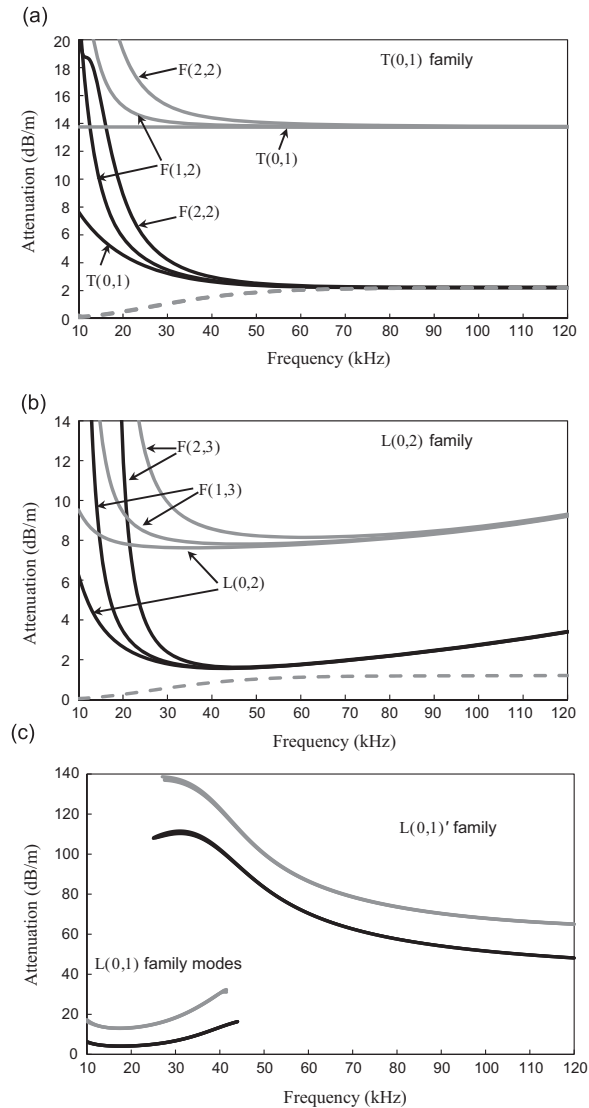 (a)
20
18
16
14
12
10
8
6
4
2
0
Attenuation (dB/m)
T(0,1) family
F(2,2)
F(1,2)
T(0,1)
F(2,2)
T(0,1)
10 20 30 40 50 60 70 80 90 100 110 120
Frequency (kHz)
(b)
14
12
10
8
6
4
2
0
Attenuation (dB/m)
L(0,2) family
F(2,3)
F(1,3)
L(0,2)
10 20 30 40 50 60 70 80 90 100 110 120
Frequency (kHz)
(c)
140
120
100
80
60
40
20
0
Attenuation (dB/m)
L(0,1)′ family
L(0,1) family modes
10 20 30 40 50 60 70 80 90 100 110 120
Frequency (kHz)